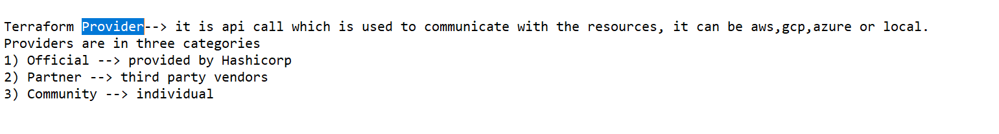 Terraform Provider--> it is api call which is used to communicate with the resources, it can be aws,gcp,azure or local.
Providers are in three categories
1) Official --> provided by Hashicorp
2) Partner --> third party vendors
3) Community --> individual